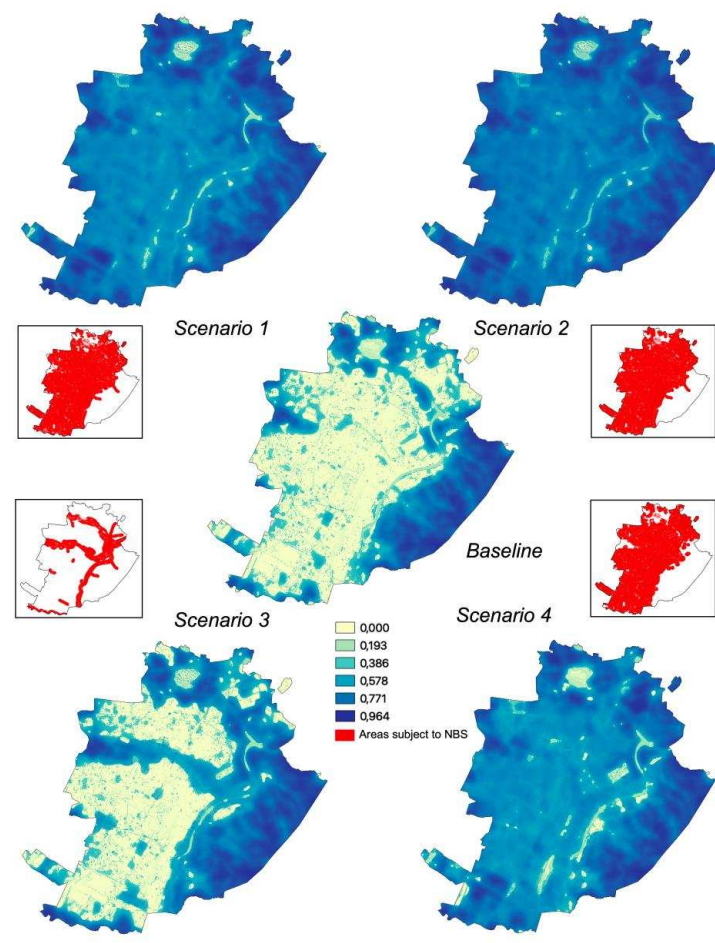 Scenario 1
Scenario 2
Baseline
Scenario 3
Scenario 4
0,000
0,193
0,386
0,578
0,771
0,964
Areas subject to NBS